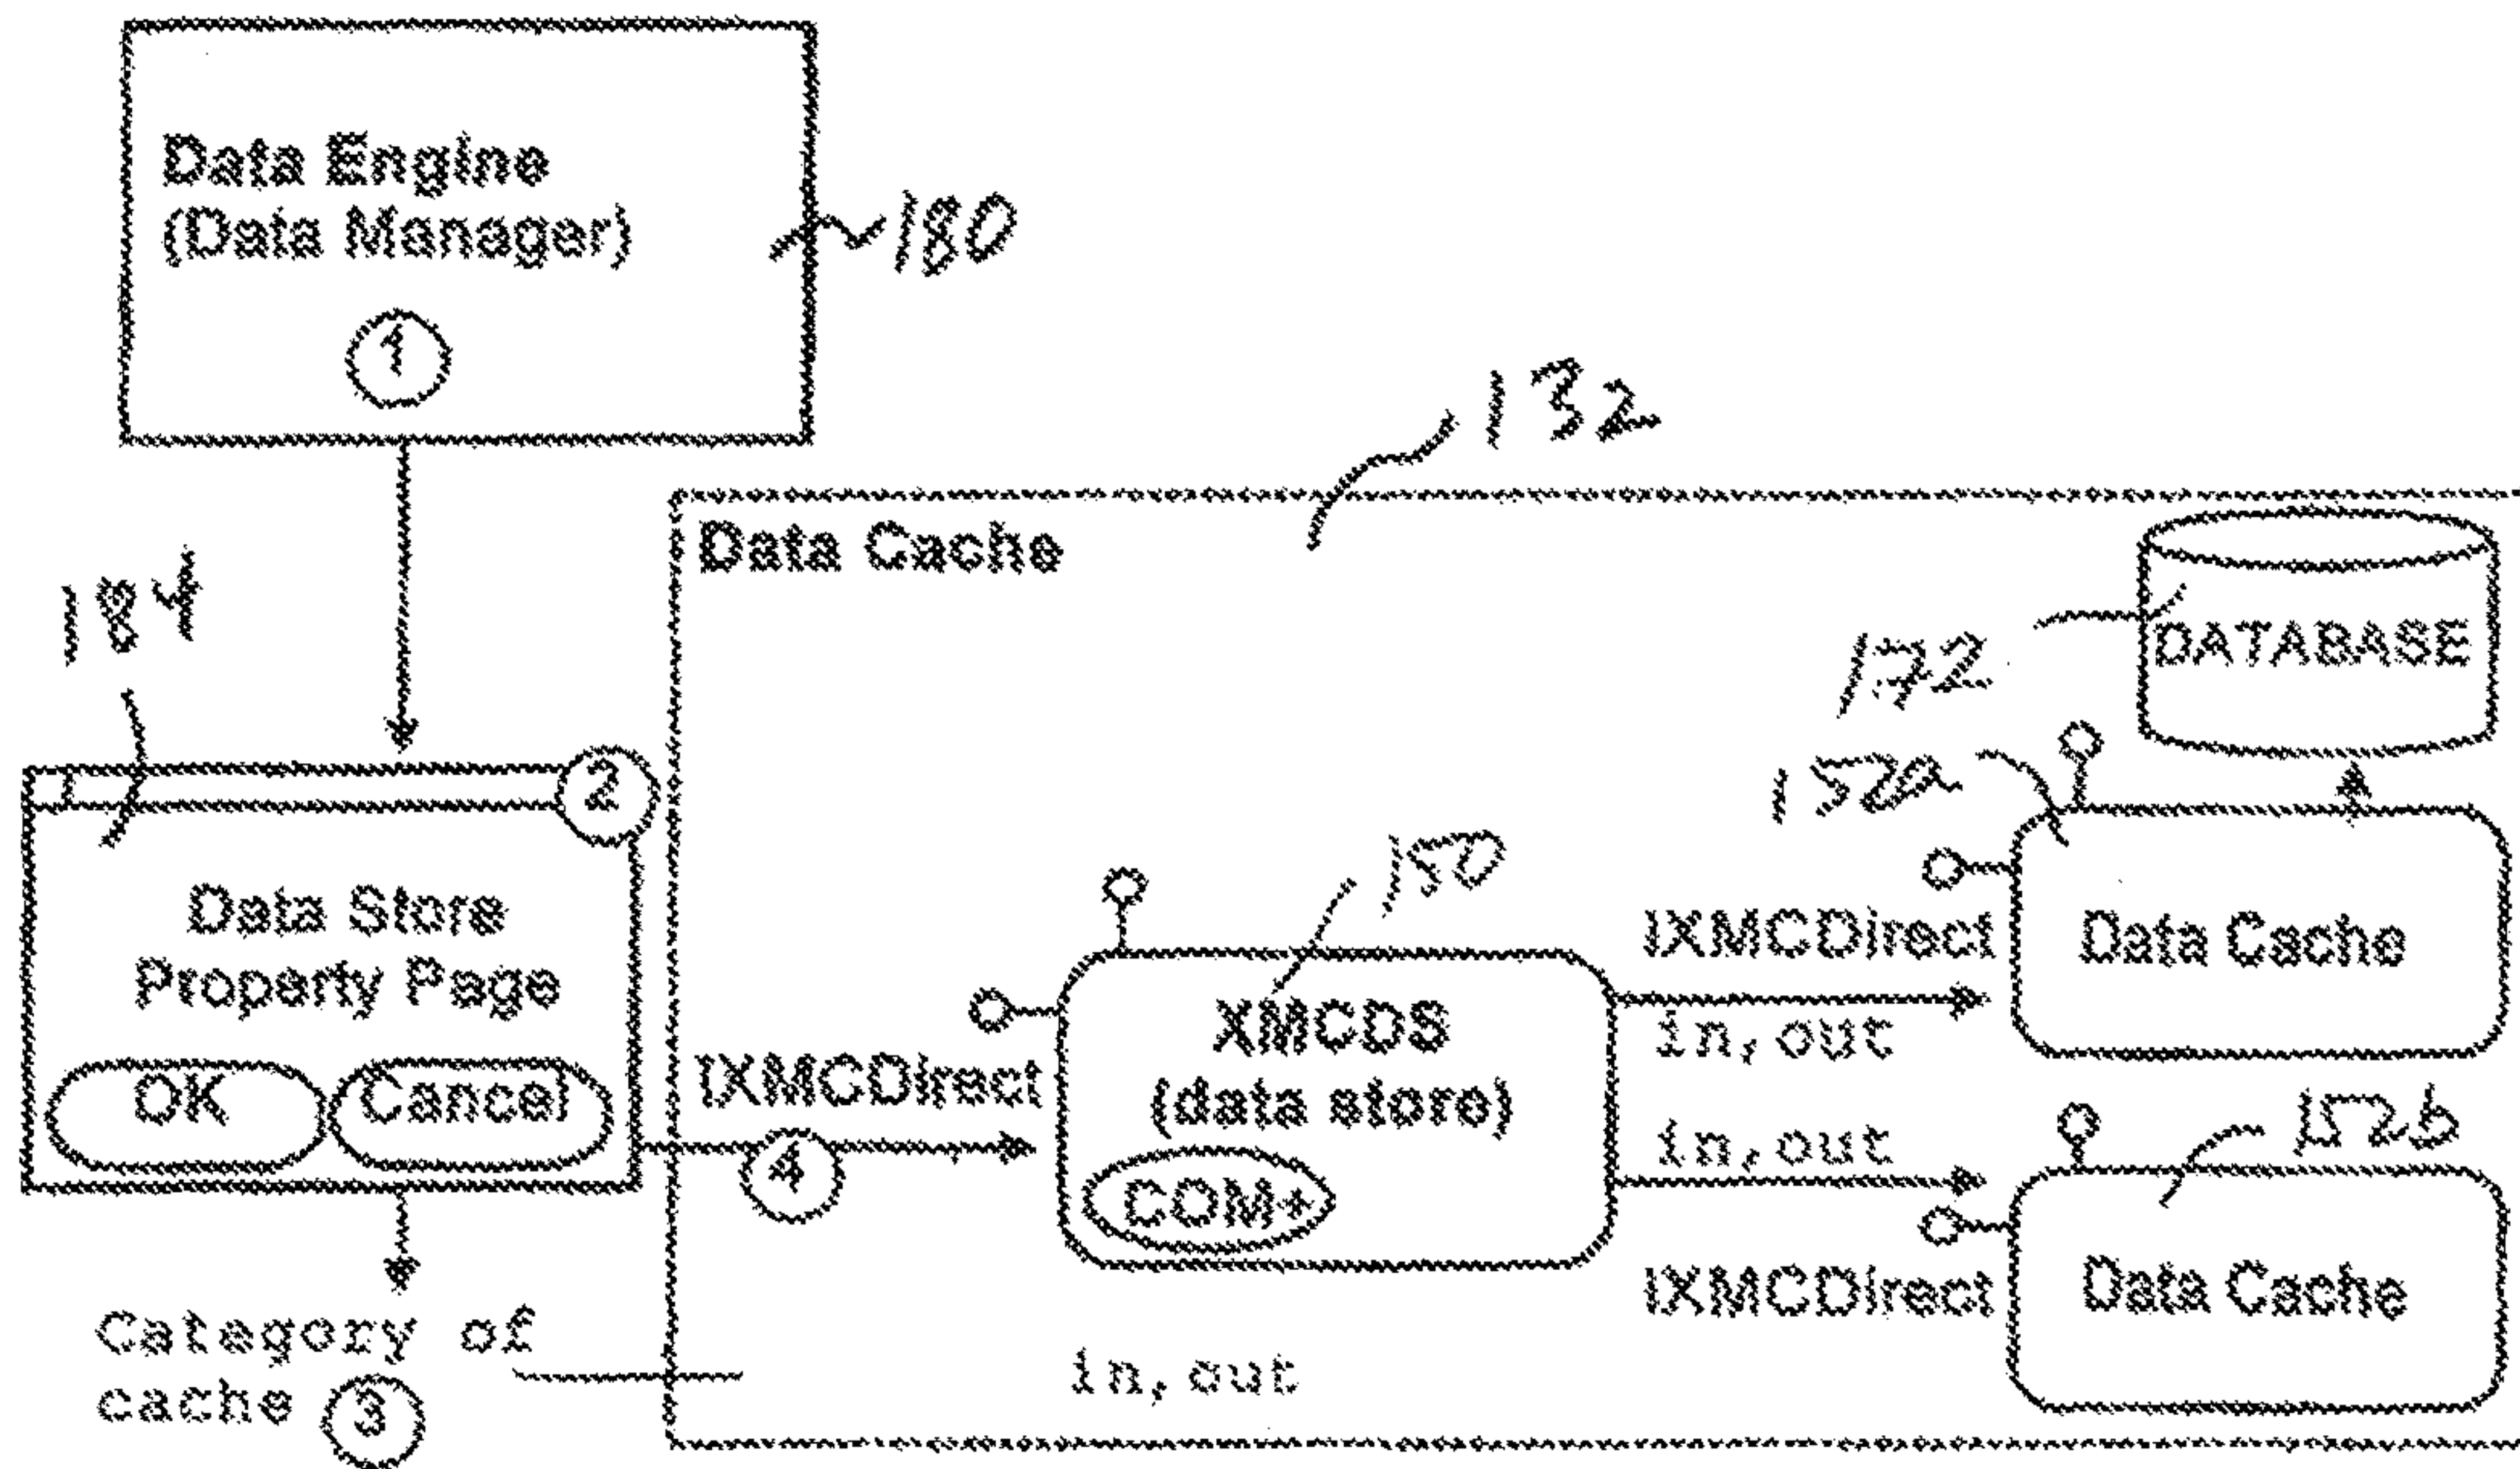 Data Engine
(Data Manager)
180
1
132
Data Cache
184
DATABASE
172
2
152a
150
Data Store
Property Page
IXMCDirect
Data Cache
XMCDS
in, out
(data store)
OK
Cancel
IXMCDirect
4
in, out
152b
COM+
IXMCDirect
Data Cache
Category of
cache
3
in, out